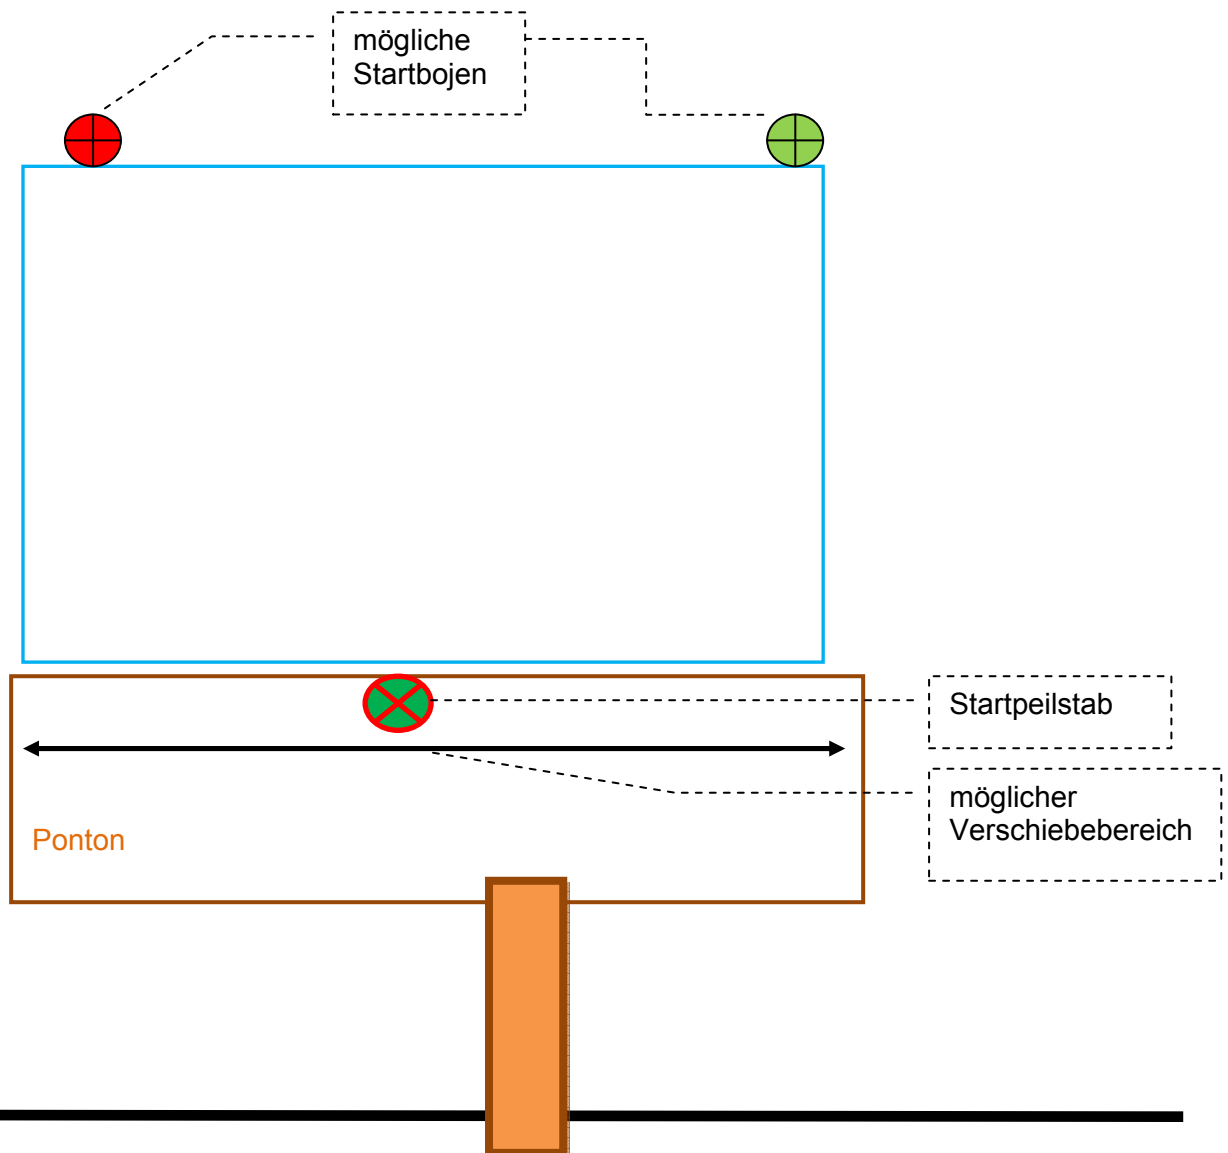 mögliche
Startbojen
Startpeilstab
möglicher
Verschiebebereich
Ponton